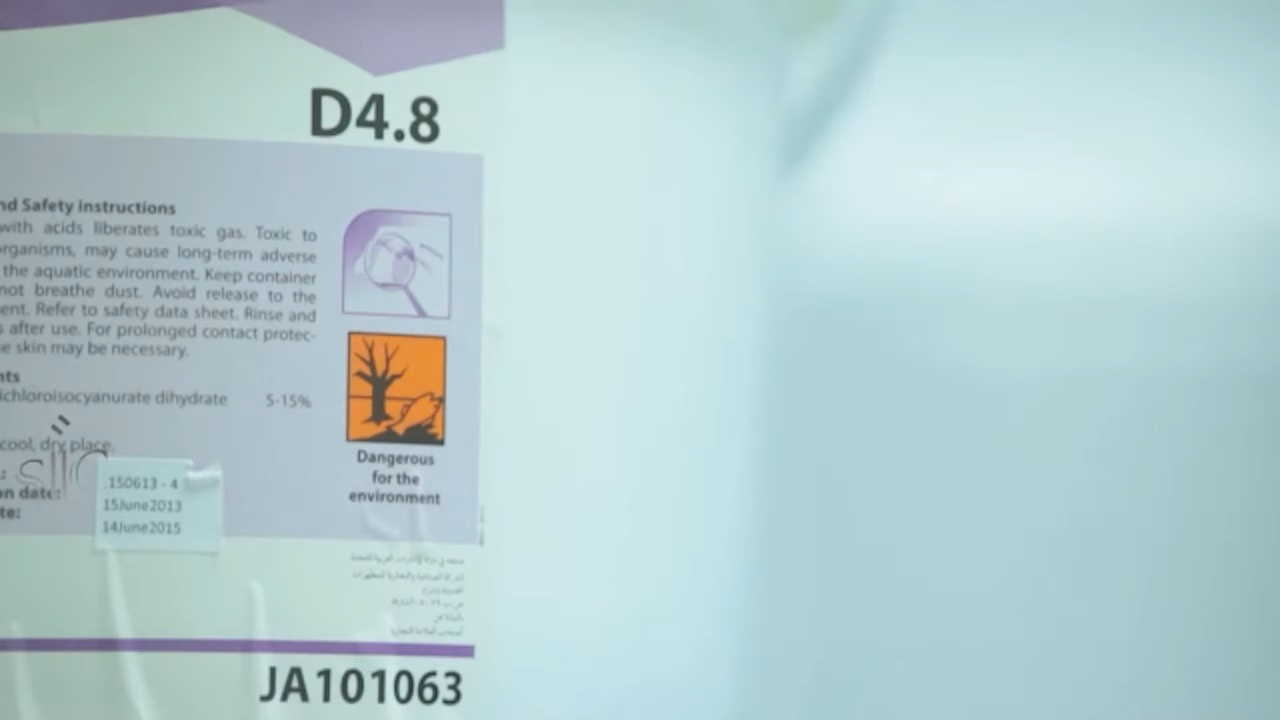 D4.8
nd Safety instructions
with acids liberates toxic gas. Toxic to
organisms, may cause long-term adverse
the aquatic environment. Keep container
not breathe dust. Avoid release to the
ent. Refer to safety data sheet. Rinse and
s after use. For prolonged contact protec-
e skin may be necessary.
nts
ichloroisocyanurate dihydrate 5-15%
cool, dry place.
:
on date:
te:
150613 - 4
15June2013
14June2015
Dangerous
for the
environment
JA101063